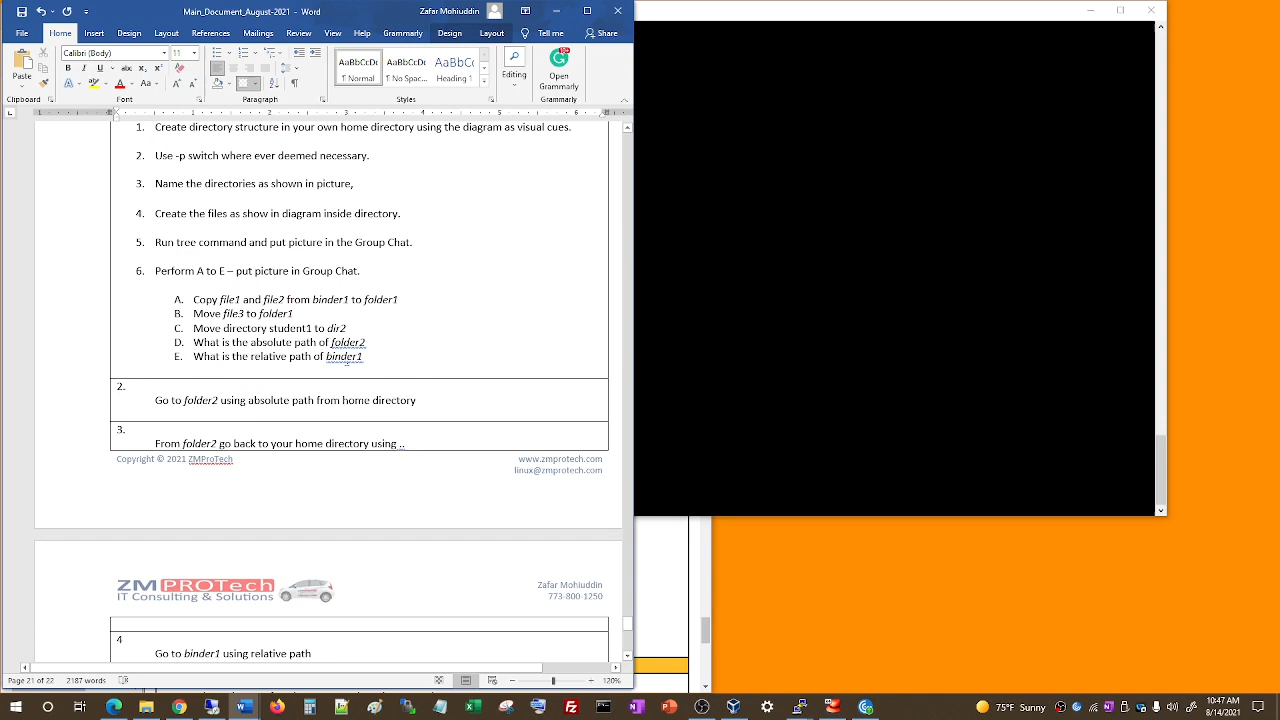 Main_Document_August-2021 - Word
Zafar Mohiuddin
File Home Insert Draw Design Layout References Mailings Review View Help Grammarly Layout Tell me Share
Calibri (Body) 11
Paste
AaBbCcDd AaBbCcDd AaBbCc
¶ Normal ¶ No Spac... Heading 1
Editing
Open Grammarly
Clipboard Font Paragraph Styles Grammarly
1. Create directory structure in your own home directory using the diagram as visual cues.
2. Use -p switch where ever deemed necessary.
3. Name the directories as shown in picture,
4. Create the files as show in diagram inside directory.
5. Run tree command and put picture in the Group Chat.
6. Perform A to E – put picture in Group Chat.
A. Copy file1 and file2 from binder1 to folder1
B. Move file3 to folder1
C. Move directory student1 to dir2
D. What is the absolute path of folder2
E. What is the relative path of binder1
2.
Go to folder2 using absolute path from home directory
3.
From folder2 go back to your home directory using ..
Copyright © 2021 ZMProTech
www.zmprotech.com
linux@zmprotech.com
ZMPROTech
IT Consulting & Solutions
Zafar Mohiuddin
773-800-1250
4
Go to binder1 using relative path
Page 21 of 22 2187 words 120%
75°F Sunny
10:47 AM
8/14/2021